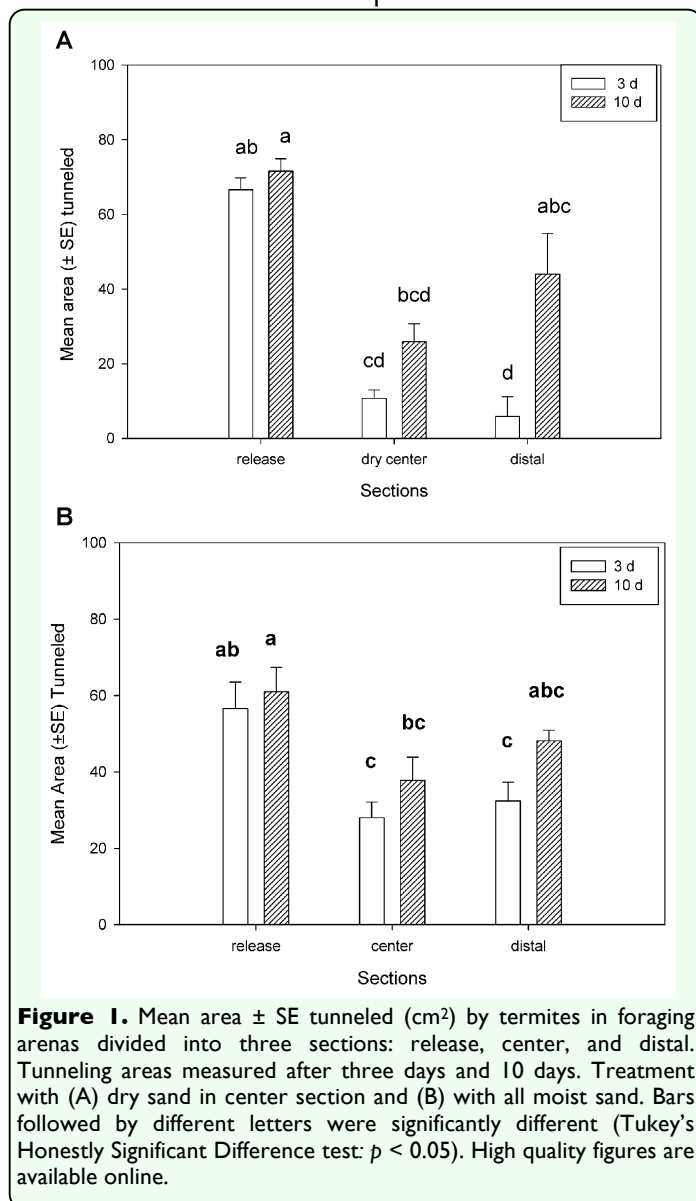 A
100
80
60
40
20
0
Mean area (± SE) tunneled
3 d
10 d
ab
a
cd
bcd
d
abc
release
dry center
distal
Sections
B
100
80
60
40
20
0
Mean Area (±SE) Tunneled
3 d
10 d
ab
a
c
bc
c
abc
release
center
distal
Sections
Figure 1. Mean area ± SE tunneled (cm²) by termites in foraging
arenas divided into three sections: release, center, and distal.
Tunneling areas measured after three days and 10 days. Treatment
with (A) dry sand in center section and (B) with all moist sand. Bars
followed by different letters were significantly different (Tukey's
Honestly Significant Difference test: p < 0.05). High quality figures are
available online.